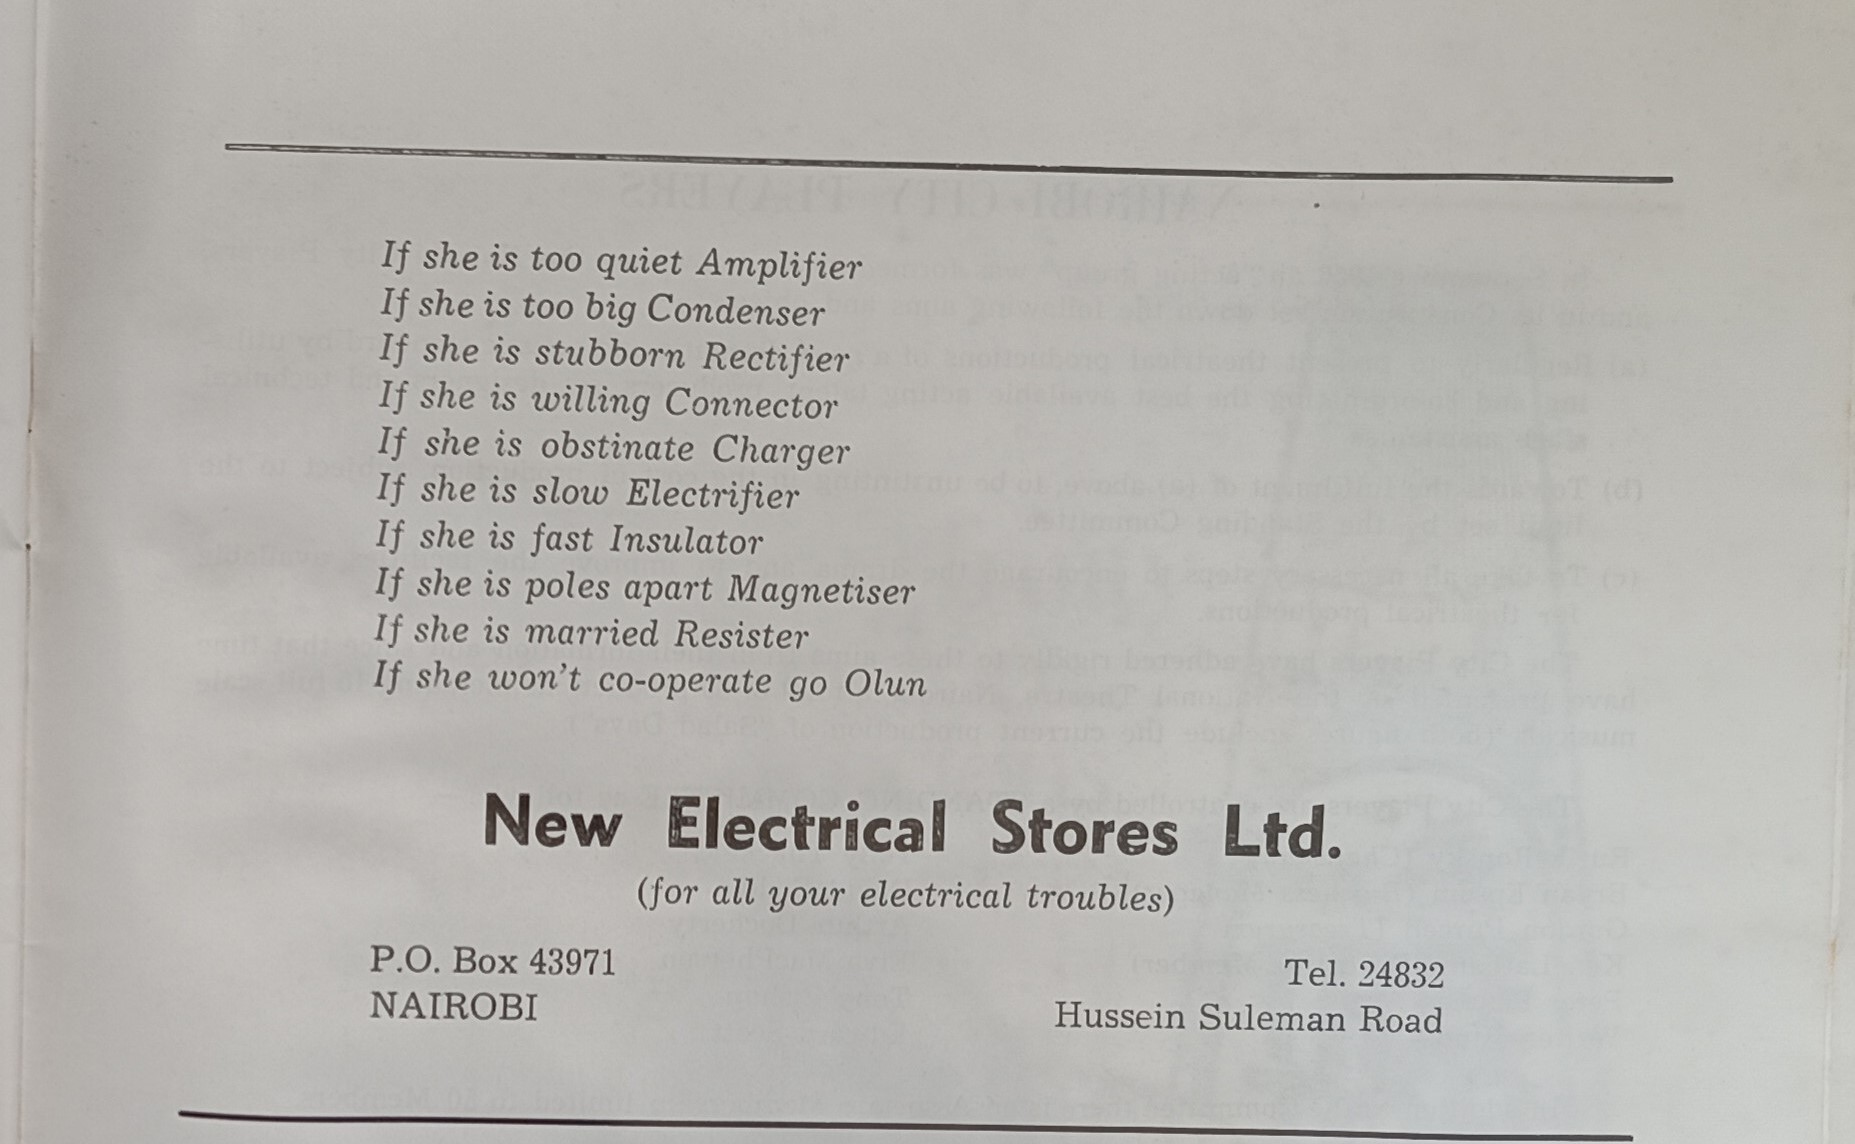 If she is too quiet Amplifier
If she is too big Condenser
If she is stubborn Rectifier
If she is willing Connector
If she is obstinate Charger
If she is slow Electrifier
If she is fast Insulator
If she is poles apart Magnetiser
If she is married Resister
If she won't co-operate go Olun
New Electrical Stores Ltd.
(for all your electrical troubles)
P.O. Box 43971
NAIROBI
Tel. 24832
Hussein Suleman Road